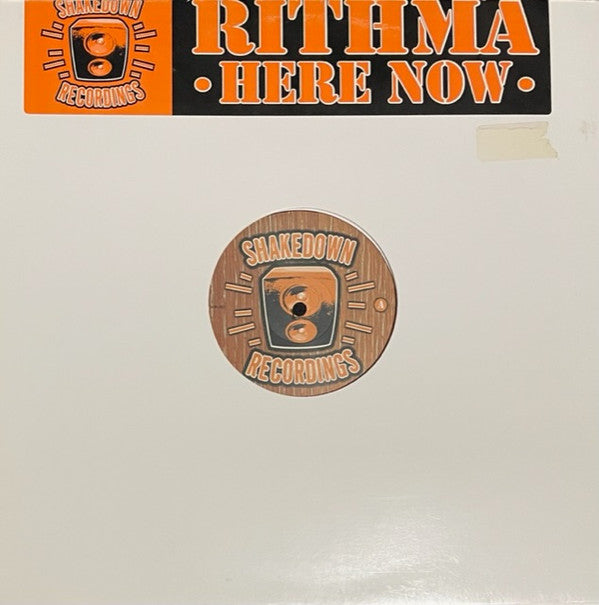 SHAKEDOWN
RECORDINGS
RITHMA
• HERE NOW •
SHAKEDOWN
RECORDINGS
A